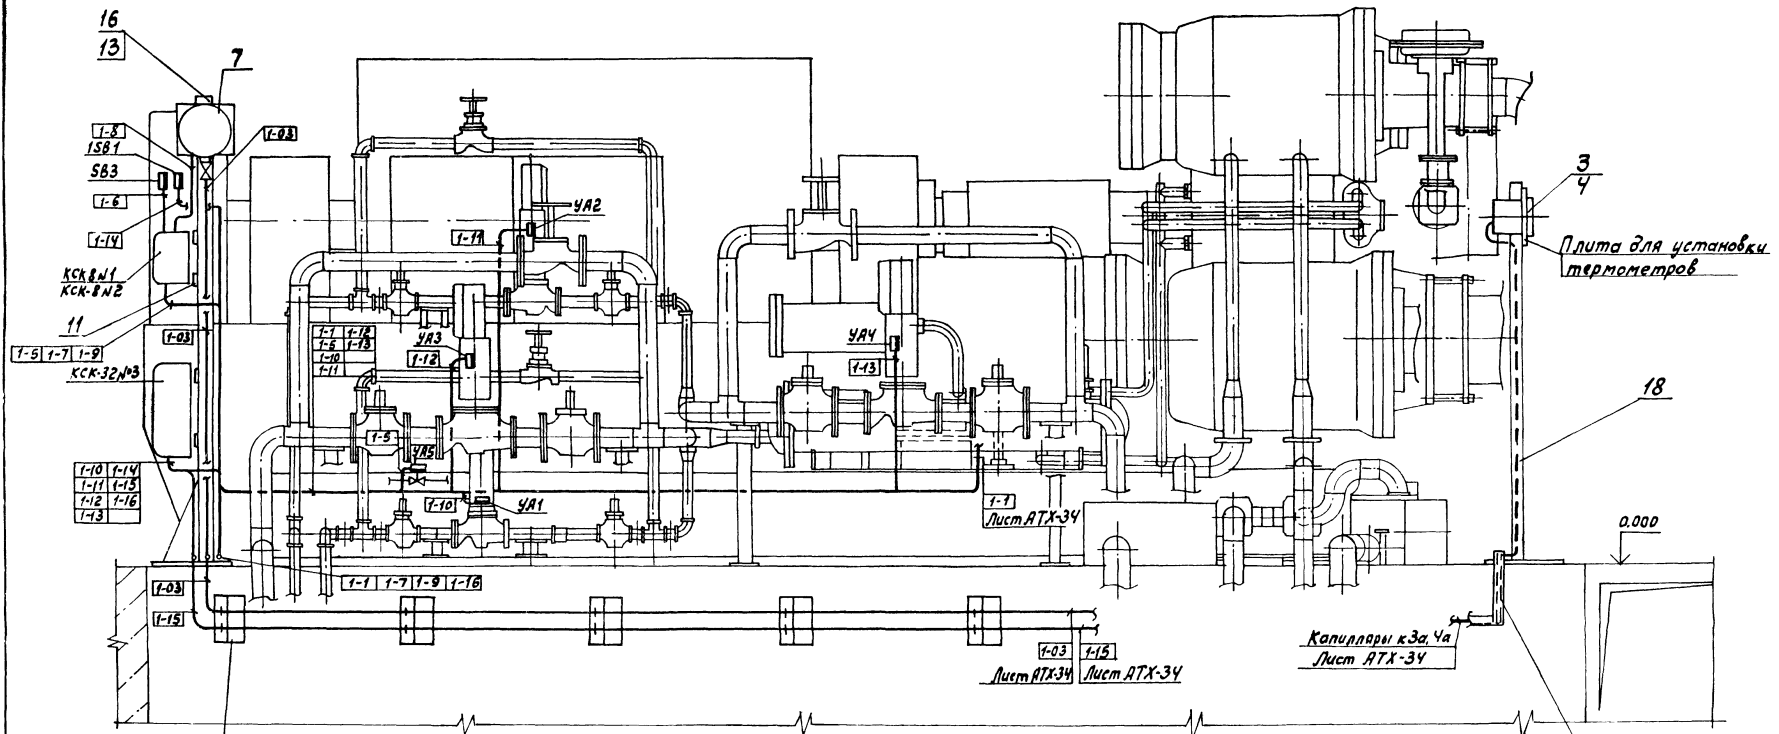 16
13
7
1-8
1-03
1SB1
SB3
1-6
1-14
КСК8№1
КСК-8№2
11
1-03
1-5 1-7 1-9
КСК-32№3
1-10 1-14
1-11 1-15
1-12 1-16
1-13
YA2
1-11
1-1 1-12
1-5 1-13
1-10
1-11
YA3
1-12
YA4
1-13
1-5
YA5
1-10
YA1
1-1
Лист АТХ-34
3
4
Плита для установки
термометров
18
0,000
1-1 1-7 1-9 1-16
1-03
1-15
1-03 1-15
Лист АТХ-34 Лист АТХ-34
Капилляры к 3а, 4а
Лист АТХ-34